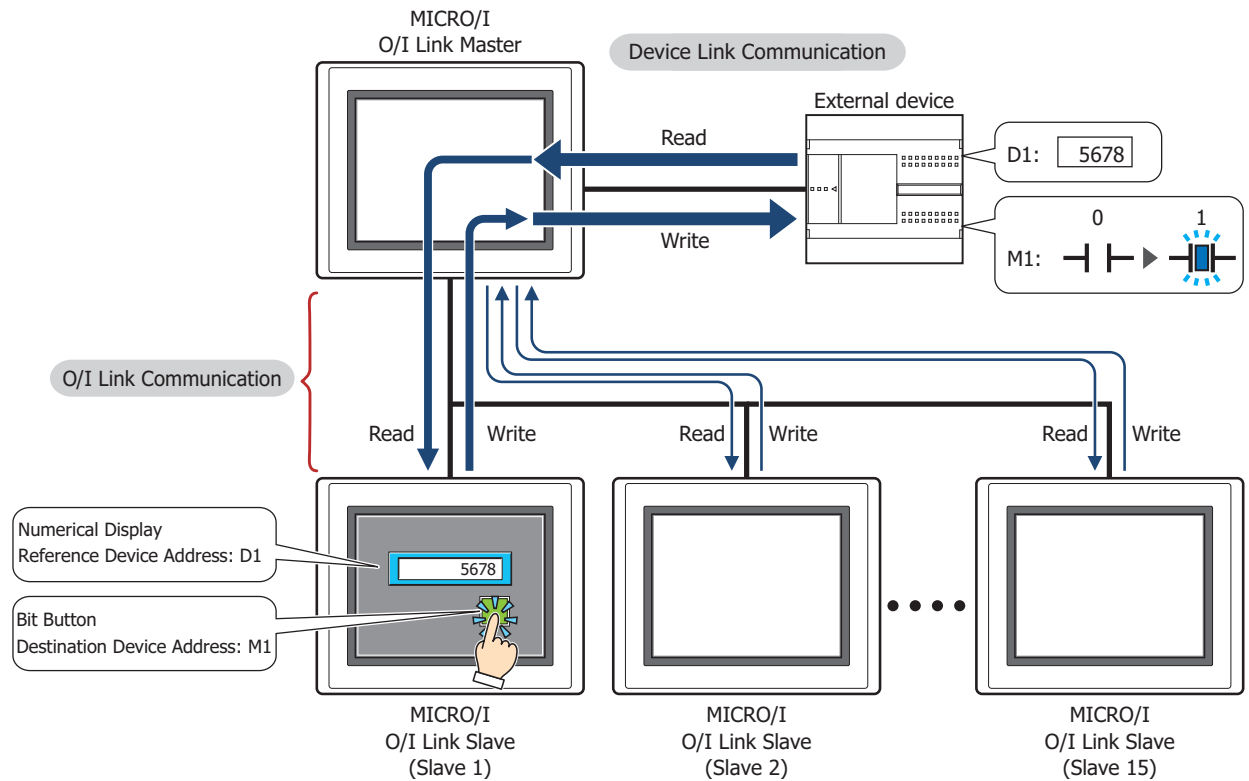 MICRO/I
O/I Link Master
Device Link Communication
External device
Read
D1: 5678
Write
0 1
M1:
O/I Link Communication
Read Write Read Write Read Write
Numerical Display
Reference Device Address: D1
5678
Bit Button
Destination Device Address: M1
MICRO/I
O/I Link Slave
(Slave 1)
MICRO/I
O/I Link Slave
(Slave 2)
MICRO/I
O/I Link Slave
(Slave 15)